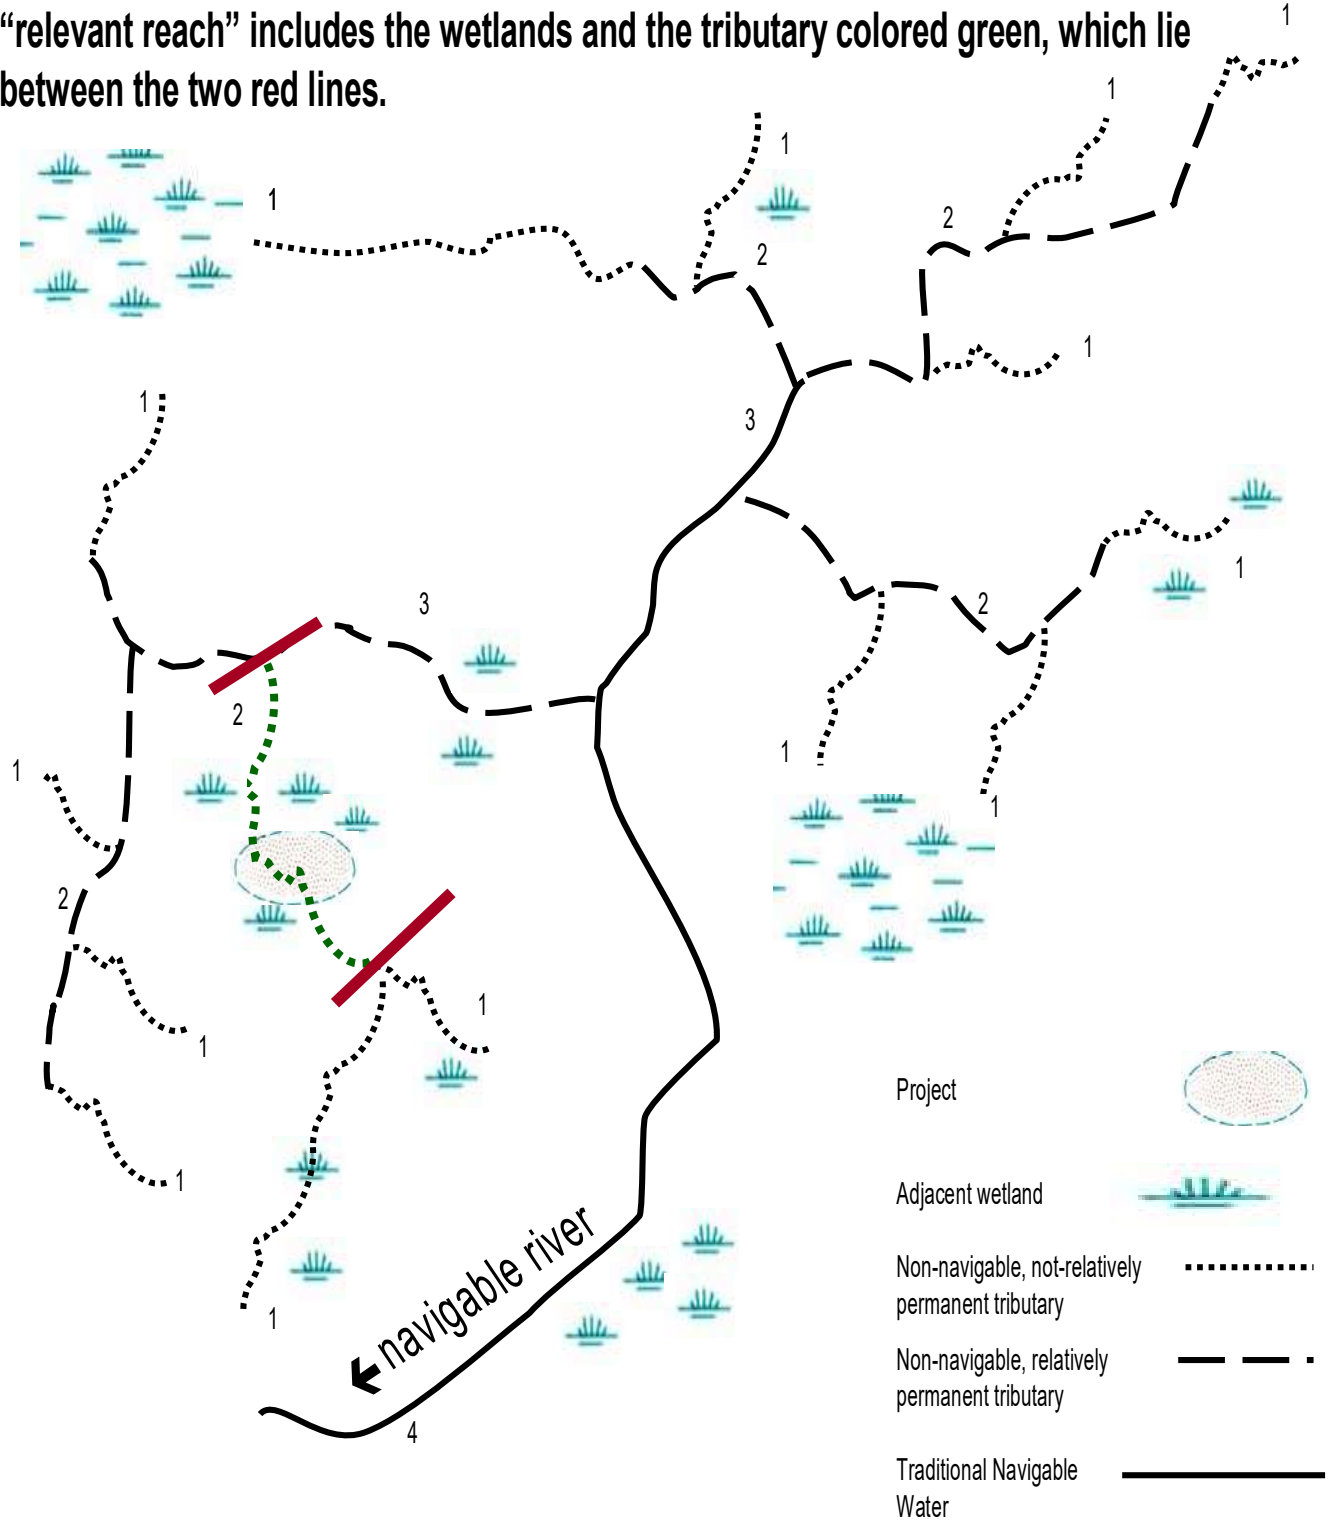 “relevant reach” includes the wetlands and the tributary colored green, which lie
between the two red lines.
1
1
1
1
2
2
1
1
3
1
3
2
1
2
1
1
2
1
1
2
1
1
1
1
navigable river
4
Project
Adjacent wetland
Non-navigable, not-relatively
permanent tributary
Non-navigable, relatively
permanent tributary
Traditional Navigable
Water